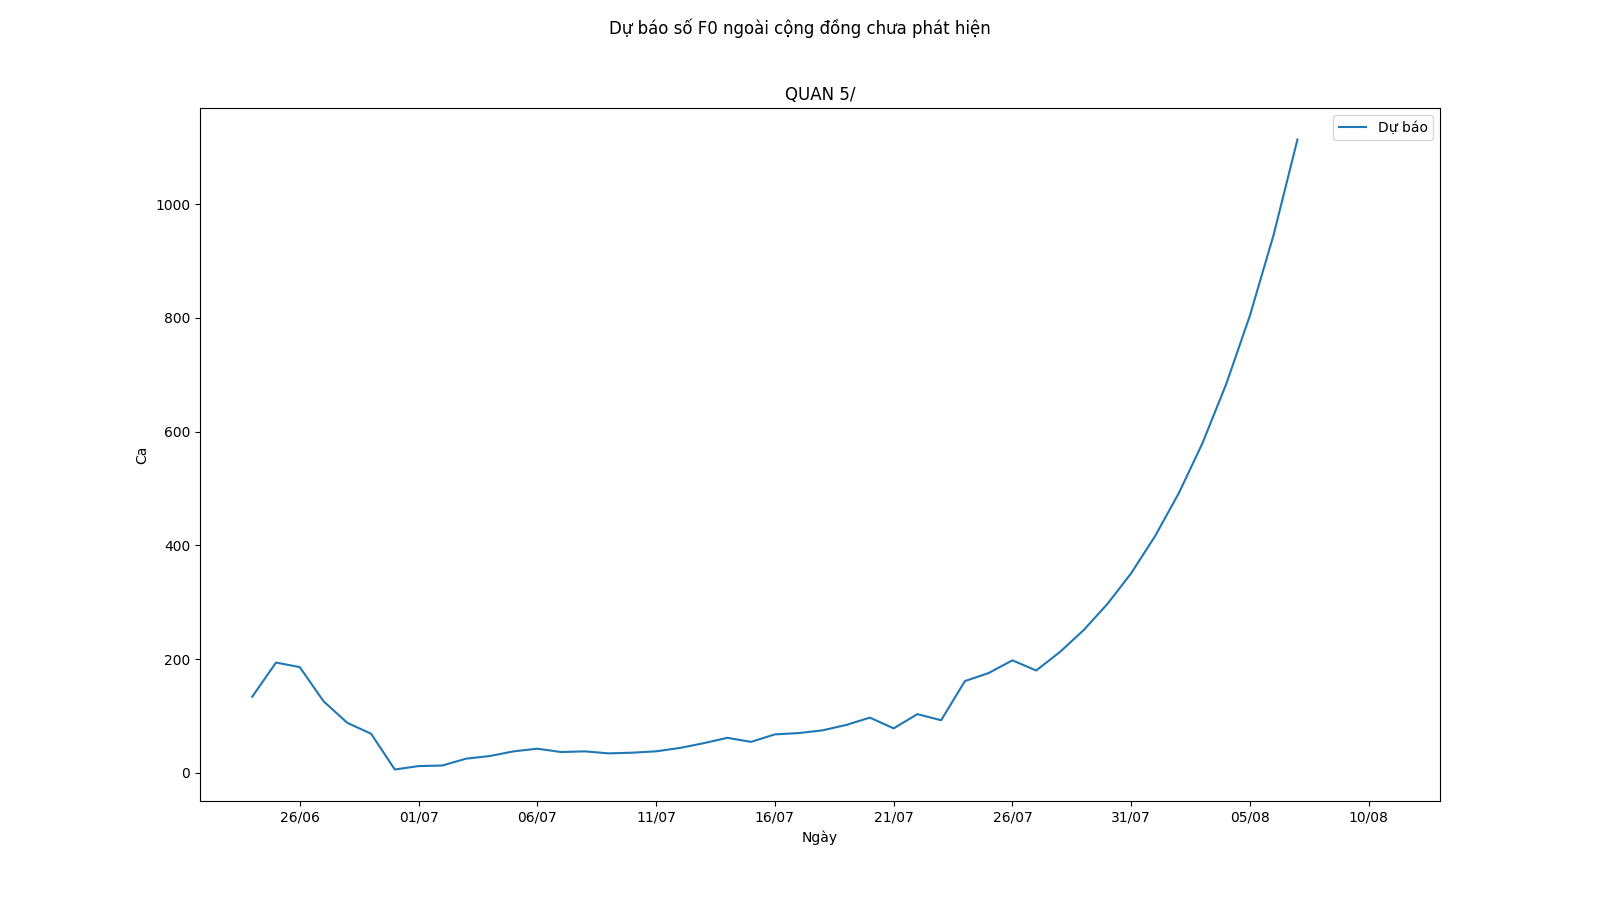 Dự báo số F0 ngoài cộng đồng chưa phát hiện
QUAN 5/
Dự báo
1000
800
600
400
200
0
Ca
26/06 01/07 06/07 11/07 16/07 21/07 26/07 31/07 05/08 10/08
Ngày